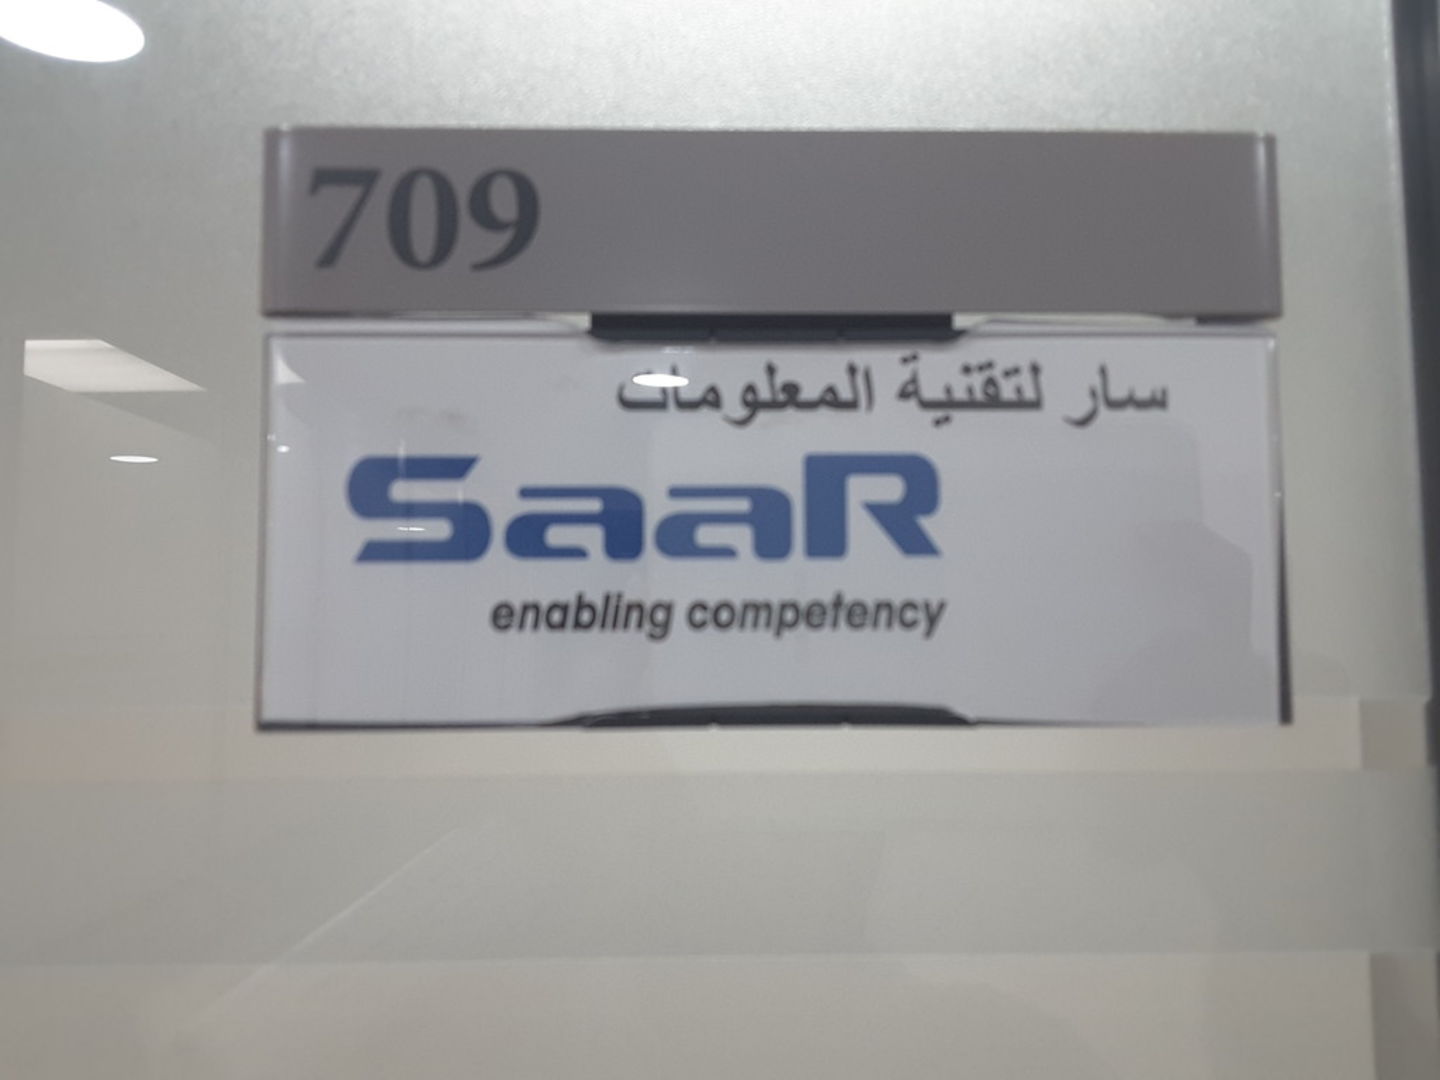 709
سار لتقنية المعلومات
SaaR
enabling competency